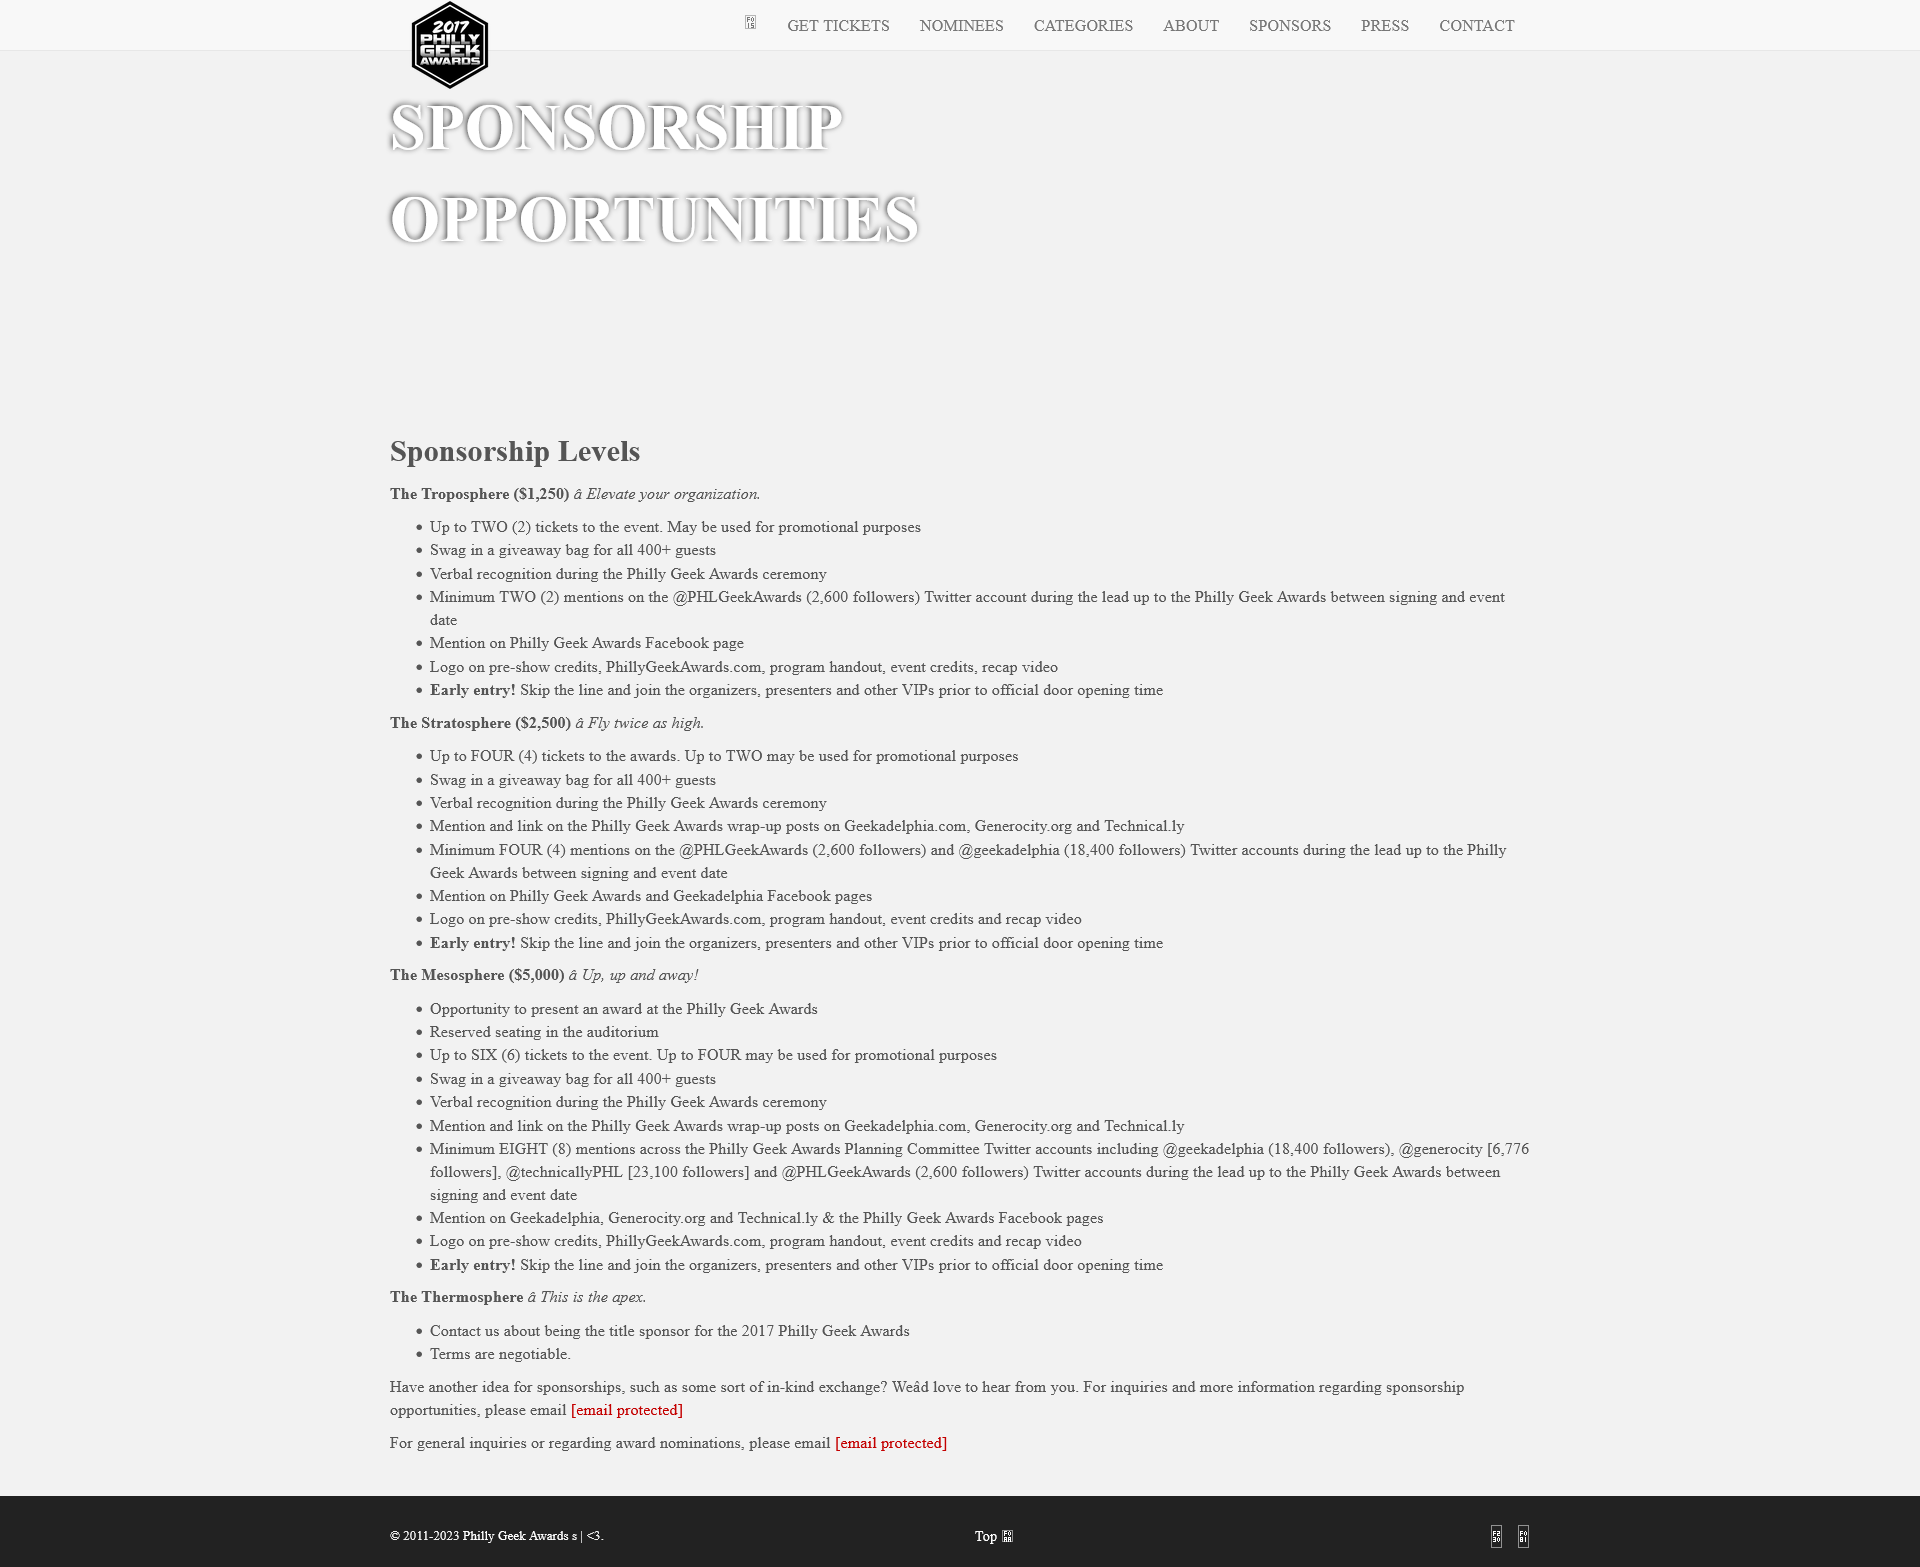 2017
PHILLY
GEEK
AWARDS
GET TICKETS NOMINEES CATEGORIES ABOUT SPONSORS PRESS CONTACT
SPONSORSHIP
OPPORTUNITIES
Sponsorship Levels
The Troposphere ($1,250) â Elevate your organization.
• Up to TWO (2) tickets to the event. May be used for promotional purposes
• Swag in a giveaway bag for all 400+ guests
• Verbal recognition during the Philly Geek Awards ceremony
• Minimum TWO (2) mentions on the @PHLGeekAwards (2,600 followers) Twitter account during the lead up to the Philly Geek Awards between signing and event
date
• Mention on Philly Geek Awards Facebook page
• Logo on pre-show credits, PhillyGeekAwards.com, program handout, event credits, recap video
• Early entry! Skip the line and join the organizers, presenters and other VIPs prior to official door opening time
The Stratosphere ($2,500) â Fly twice as high.
• Up to FOUR (4) tickets to the awards. Up to TWO may be used for promotional purposes
• Swag in a giveaway bag for all 400+ guests
• Verbal recognition during the Philly Geek Awards ceremony
• Mention and link on the Philly Geek Awards wrap-up posts on Geekadelphia.com, Generocity.org and Technical.ly
• Minimum FOUR (4) mentions on the @PHLGeekAwards (2,600 followers) and @geekadelphia (18,400 followers) Twitter accounts during the lead up to the Philly
Geek Awards between signing and event date
• Mention on Philly Geek Awards and Geekadelphia Facebook pages
• Logo on pre-show credits, PhillyGeekAwards.com, program handout, event credits and recap video
• Early entry! Skip the line and join the organizers, presenters and other VIPs prior to official door opening time
The Mesosphere ($5,000) â Up, up and away!
• Opportunity to present an award at the Philly Geek Awards
• Reserved seating in the auditorium
• Up to SIX (6) tickets to the event. Up to FOUR may be used for promotional purposes
• Swag in a giveaway bag for all 400+ guests
• Verbal recognition during the Philly Geek Awards ceremony
• Mention and link on the Philly Geek Awards wrap-up posts on Geekadelphia.com, Generocity.org and Technical.ly
• Minimum EIGHT (8) mentions across the Philly Geek Awards Planning Committee Twitter accounts including @geekadelphia (18,400 followers), @generocity [6,776
followers], @technicallyPHL [23,100 followers] and @PHLGeekAwards (2,600 followers) Twitter accounts during the lead up to the Philly Geek Awards between
signing and event date
• Mention on Geekadelphia, Generocity.org and Technical.ly & the Philly Geek Awards Facebook pages
• Logo on pre-show credits, PhillyGeekAwards.com, program handout, event credits and recap video
• Early entry! Skip the line and join the organizers, presenters and other VIPs prior to official door opening time
The Thermosphere â This is the apex.
• Contact us about being the title sponsor for the 2017 Philly Geek Awards
• Terms are negotiable.
Have another idea for sponsorships, such as some sort of in-kind exchange? Weâd love to hear from you. For inquiries and more information regarding sponsorship
opportunities, please email [email protected]
For general inquiries or regarding award nominations, please email [email protected]
© 2011-2023 Philly Geek Awards s | <3. Top